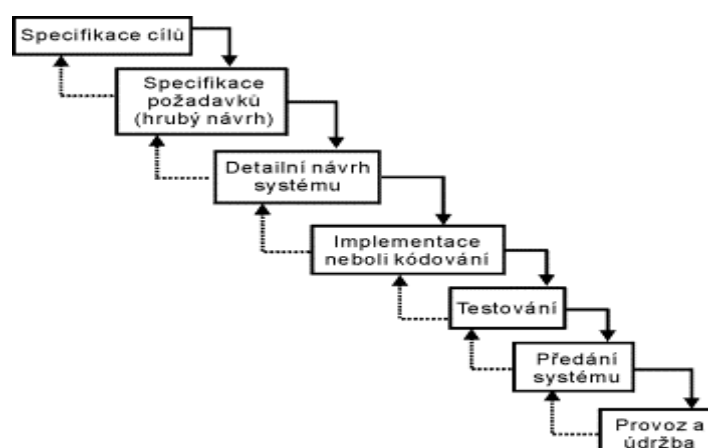 Specifikace cílů
Specifikace
požadavků
(hrubý návrh)
Detailní návrh
systému
Implementace
neboli kódování
Testování
Předání
systému
Provoz a
údržba